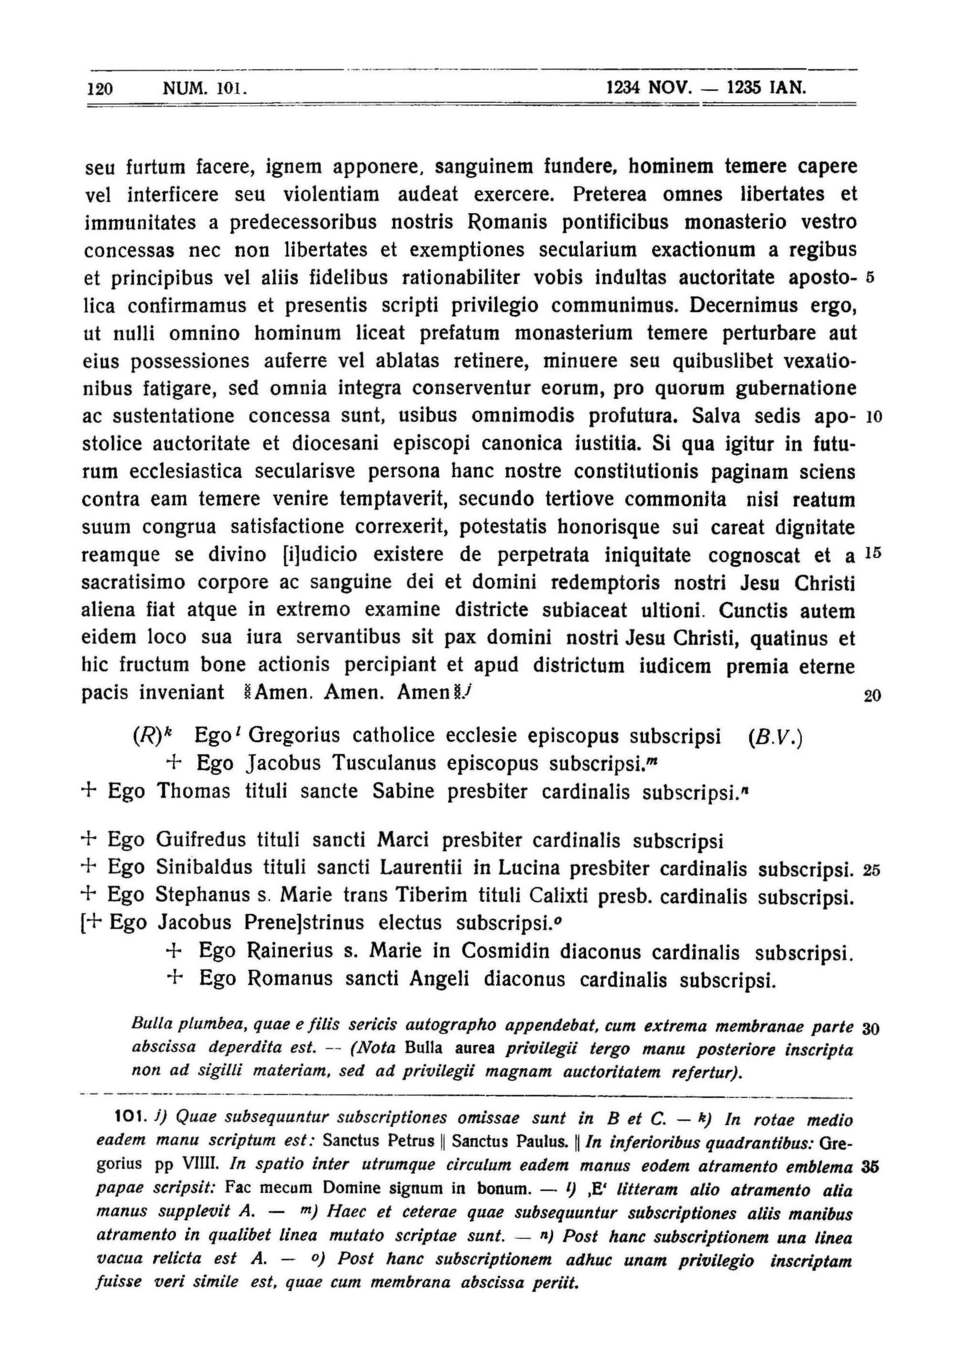 120 NUM. 101. 1234 NOV. — 1235 IAN.
seu furtum facere, ignem apponere, sanguinem fundere, hominem temere capere
vel interficere seu violentiam audeat exercere. Preterea omnes libertates et
immunitates a predecessoribus nostris Romanis pontificibus monasterio vestro
concessas nec non libertates et exemptiones secularium exactionum a regibus
et principibus vel aliis fidelibus rationabiliter vobis indultas auctoritate aposto- 5
lica confirmamus et presentis scripti privilegio communimus. Decernimus ergo,
ut nulli omnino hominum liceat prefatum monasterium temere perturbare aut
eius possessiones auferre vel ablatas retinere, minuere seu quibuslibet vexatio-
nibus fatigare, sed omnia integra conserventur eorum, pro quorum gubernatione
ac sustentatione concessa sunt, usibus omnimodis profutura. Salva sedis apo- 10
stolice auctoritate et diocesani episcopi canonica iustitia. Si qua igitur in futu-
rum ecclesiastica secularisve persona hanc nostre constitutionis paginam sciens
contra eam temere venire temptaverit, secundo tertiove commonita nisi reatum
suum congrua satisfactione correxerit, potestatis honorisque sui careat dignitate
reamque se divino [i]udicio existere de perpetrata iniquitate cognoscat et a 15
sacratisimo corpore ac sanguine dei et domini redemptoris nostri Jesu Christi
aliena fiat atque in extremo examine districte subiaceat ultioni. Cunctis autem
eidem loco sua iura servantibus sit pax domini nostri Jesu Christi, quatinus et
hic fructum bone actionis percipiant et apud districtum iudicem premia eterne
pacis inveniant ⁞⁞Amen. Amen. Amen⁞⁞.j 20
(R)k Ego l Gregorius catholice ecclesie episcopus subscripsi (B.V.)
+ Ego Jacobus Tusculanus episcopus subscripsi.m
+ Ego Thomas tituli sancte Sabine presbiter cardinalis subscripsi.n
+ Ego Guifredus tituli sancti Marci presbiter cardinalis subscripsi
+ Ego Sinibaldus tituli sancti Laurentii in Lucina presbiter cardinalis subscripsi. 25
+ Ego Stephanus s. Marie trans Tiberim tituli Calixti presb. cardinalis subscripsi.
[+ Ego Jacobus Prene]strinus electus subscripsi.o
+ Ego Rainerius s. Marie in Cosmidin diaconus cardinalis subscripsi.
+ Ego Romanus sancti Angeli diaconus cardinalis subscripsi.
Bulla plumbea, quae e filis sericis autographo appendebat, cum extrema membranae parte 30
abscissa deperdita est. — (Nota Bulla aurea privilegii tergo manu posteriore inscripta
non ad sigilli materiam, sed ad privilegii magnam auctoritatem refertur).
101. j) Quae subsequuntur subscriptiones omissae sunt in B et C. — k) In rotae medio
eadem manu scriptum est: Sanctus Petrus || Sanctus Paulus. || In inferioribus quadrantibus: Gre-
gorius pp VIIII. In spatio inter utrumque circulum eadem manus eodem atramento emblema 35
papae scripsit: Fac mecum Domine signum in bonum. — l) ‚E‘ litteram alio atramento alia
manus supplevit A. — m) Haec et ceterae quae subsequuntur subscriptiones aliis manibus
atramento in qualibet linea mutato scriptae sunt. — n) Post hanc subscriptionem una linea
vacua relicta est A. — o) Post hanc subscriptionem adhuc unam privilegio inscriptam
fuisse veri simile est, quae cum membrana abscissa periit.